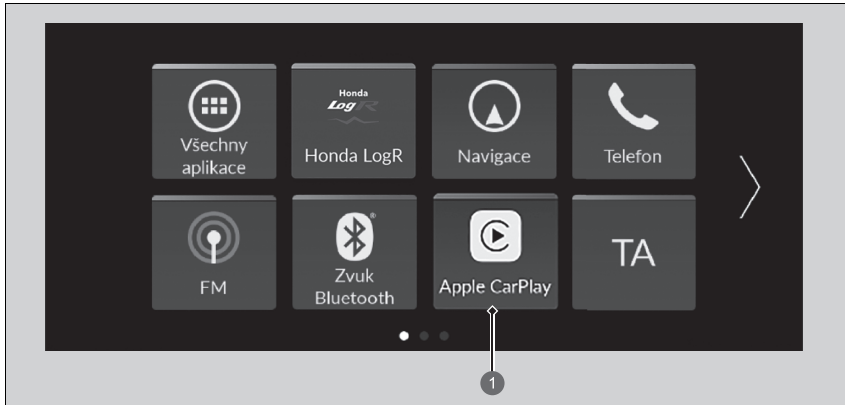 Všechny
aplikace
Honda
LogR
Honda LogR
Navigace
Telefon
FM
®
Zvuk
Bluetooth
Apple CarPlay
TA
1